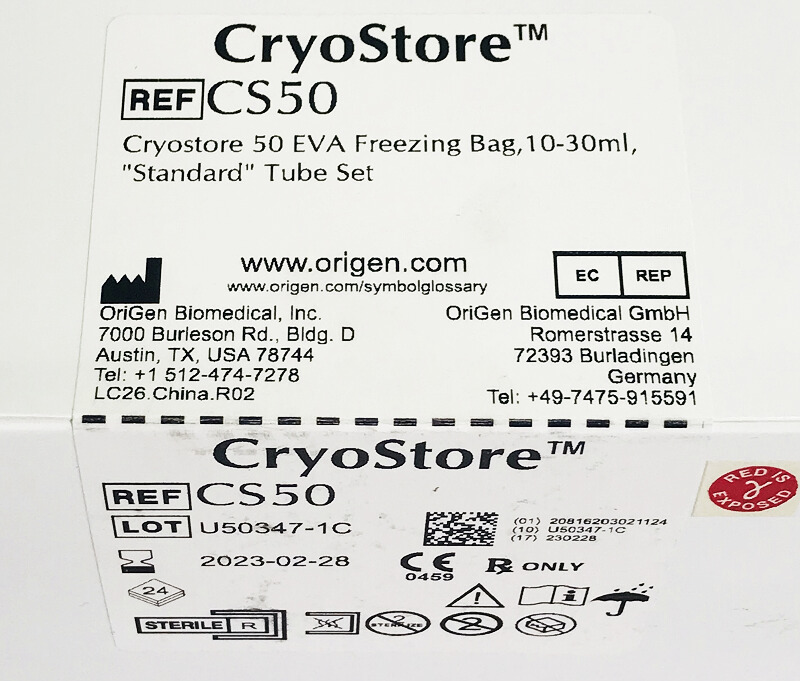 CryoStore™
REF CS50
Cryostore 50 EVA Freezing Bag,10-30ml,
"Standard" Tube Set
www.origen.com
www.origen.com/symbolglossary
EC REP
OriGen Biomedical, Inc.
7000 Burleson Rd., Bldg. D
Austin, TX, USA 78744
Tel: +1 512-474-7278
LC26.China.R02
OriGen Biomedical GmbH
Romerstrasse 14
72393 Burladingen
Germany
Tel: +49-7475-915591
CryoStore™
REF CS50
LOT U50347-1C
(01) 20816203021124
(10) U50347-1C
(17) 230228
2023-02-28
CE
0459
Rx ONLY
24
STERILE R
2
STERILIZE
2
RED IS
EXPOSED